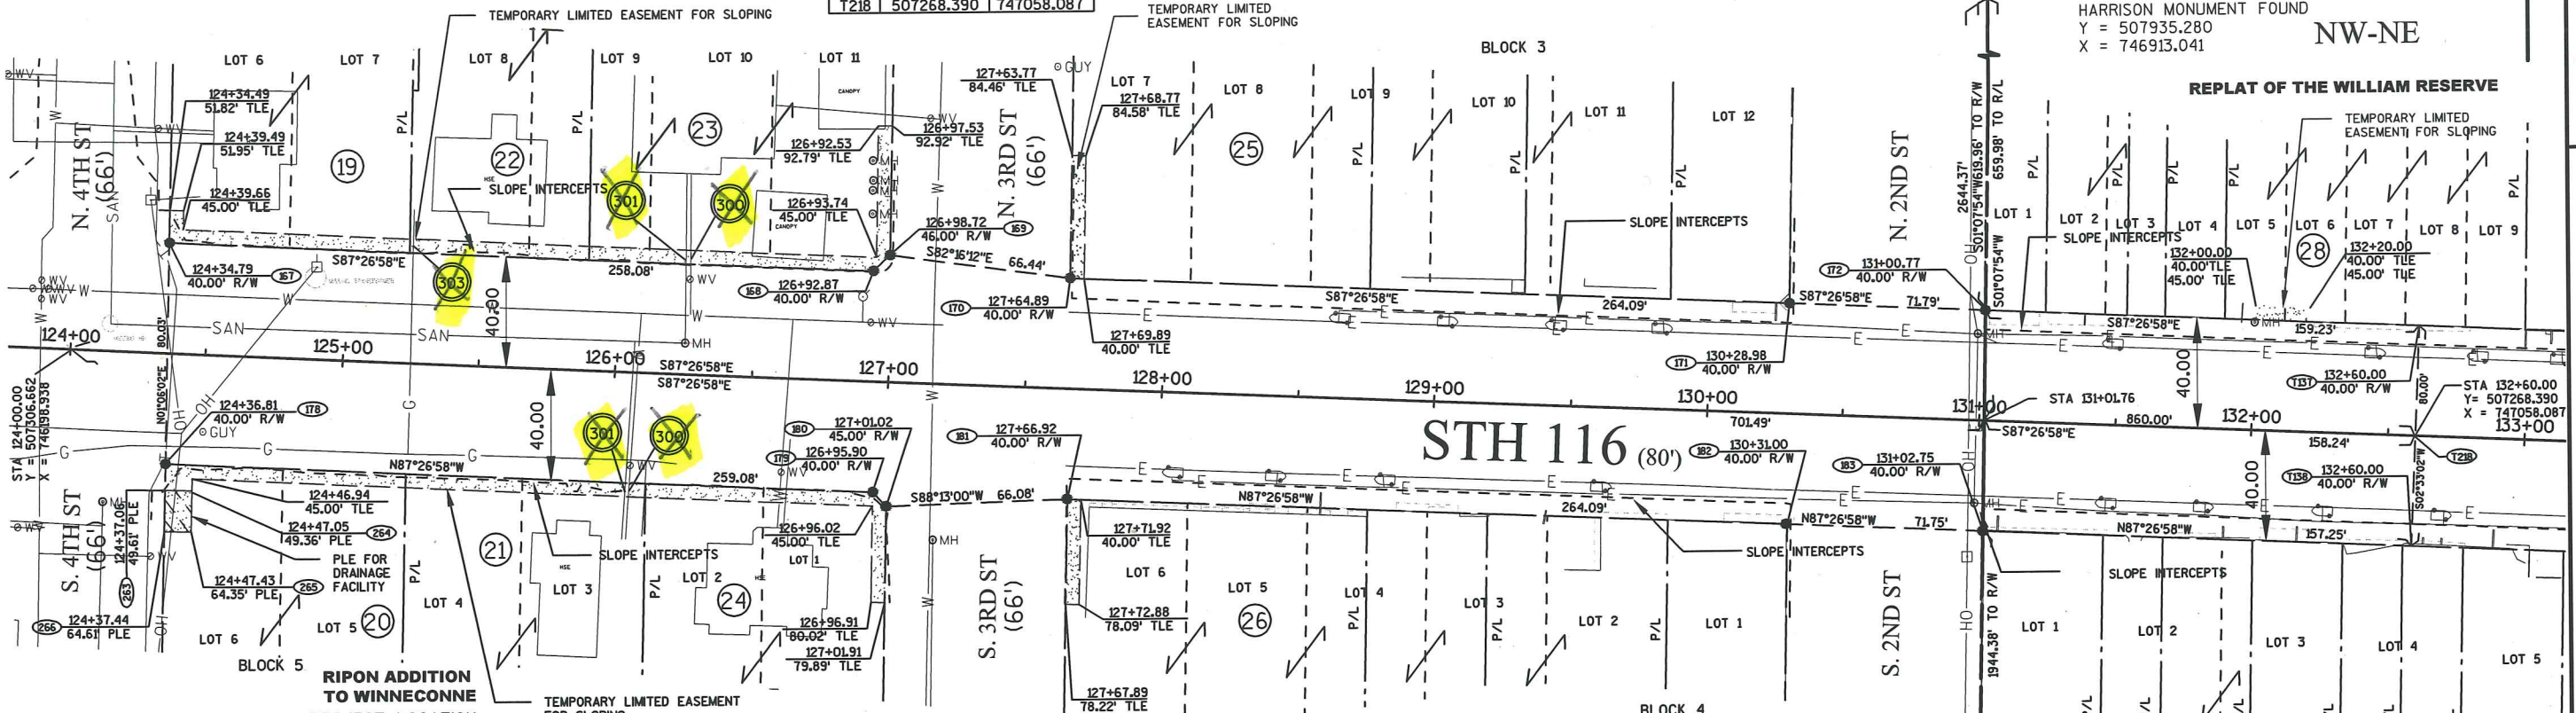 TEMPORARY LIMITED EASEMENT FOR SLOPING
T218 507268.390 747058.087
TEMPORARY LIMITED
EASEMENT FOR SLOPING
HARRISON MONUMENT FOUND
Y = 507935.280
X = 746913.041
NW-NE
BLOCK 3
REPLAT OF THE WILLIAM RESERVE
TEMPORARY LIMITED
EASEMENT FOR SLOPING
LOT 6
LOT 7
LOT 8
LOT 9
LOT 10
LOT 11
LOT 7
LOT 8
LOT 9
LOT 10
LOT 11
LOT 12
LOT 1
LOT 2
LOT 3
LOT 4
LOT 5
LOT 6
LOT 7
LOT 8
LOT 9
N. 4TH ST
(66')
N. 3RD ST
(66')
N. 2ND ST
124+34.49
51.82' TLE
124+39.49
51.95' TLE
124+39.66
45.00' TLE
124+34.79
40.00' R/W
167
19
22
23
25
28
P/L
P/L
CANOPY
CANOPY
HSE
SLOPE INTERCEPTS
301
300
303
126+92.53
92.79' TLE
126+97.53
92.92' TLE
126+93.74
45.00' TLE
126+98.72
46.00' R/W
169
168
126+92.87
40.00' R/W
127+63.77
84.46' TLE
GUY
127+68.77
84.58' TLE
170
127+64.89
40.00' R/W
127+69.89
40.00' TLE
S87°26'58"E
258.08'
S82°16'12"E 66.44'
S87°26'58"E
264.09'
SLOPE INTERCEPTS
P/L
P/L
P/L
171
130+28.98
40.00' R/W
172
131+00.77
40.00' R/W
S87°26'58"E 71.79'
2644.37'
S01°07'54"W 619.96' TO R/W
659.98' TO R/L
S01°07'54"W
SLOPE INTERCEPTS
P/L
P/L
P/L
P/L
P/L
132+00.00
40.00' TLE
45.00' TLE
132+20.00
40.00' TLE
45.00' TLE
S87°26'58"E
159.23'
T137
132+60.00
40.00' R/W
80.00'
STA 132+60.00
Y= 507268.390
X = 747058.087
T218
STA 124+00.00
Y = 507306.662
X = 746198.938
124+00
125+00
126+00
127+00
128+00
129+00
130+00
131+00
132+00
133+00
80.03'
N01°06'02"E
40.00
40.00
40.00
40.00
S87°26'58"E
S87°26'58"E
STA 131+01.76
S87°26'58"E
701.49'
860.00'
158.24'
STH 116 (80')
SAN
SAN
SAN
OH
OH
WV
WV
WV
MH
MH
GUY
G
G
G
W
W
E
E
124+36.81
40.00' R/W
178
N87°26'58"W
259.08'
301
300
180
127+01.02
45.00' R/W
179
126+95.90
40.00' R/W
181
127+66.92
40.00' R/W
S88°13'00"W 66.08'
N87°26'58"W
264.09'
182
130+31.00
40.00' R/W
183
131+02.75
40.00' R/W
N87°26'58"W 71.75'
N87°26'58"W
157.25'
T138
132+60.00
40.00' R/W
S02°33'02"W
S. 4TH ST
(66')
S. 3RD ST
(66')
S. 2ND ST
124+37.06
49.61' PLE
263
124+46.94
45.00' TLE
124+47.05
49.36' PLE
264
PLE FOR
DRAINAGE
FACILITY
124+47.43
64.35' PLE
265
266
124+37.44
64.61' PLE
126+96.02
45.00' TLE
127+71.92
40.00' TLE
127+72.88
78.09' TLE
126+96.91
80.02' TLE
127+01.91
79.89' TLE
127+67.89
78.22' TLE
SLOPE INTERCEPTS
SLOPE INTERCEPTS
SLOPE INTERCEPTS
20
21
24
26
HSE
HSE
P/L
P/L
P/L
P/L
P/L
LOT 6
LOT 5
LOT 4
LOT 3
LOT 2
LOT 1
LOT 6
LOT 5
LOT 4
LOT 3
LOT 2
LOT 1
LOT 1
LOT 2
LOT 3
LOT 4
LOT 5
1944.38' TO R/W
BLOCK 5
RIPON ADDITION
TO WINNECONNE
TEMPORARY LIMITED EASEMENT
FOR SLOPING
BLOCK 4